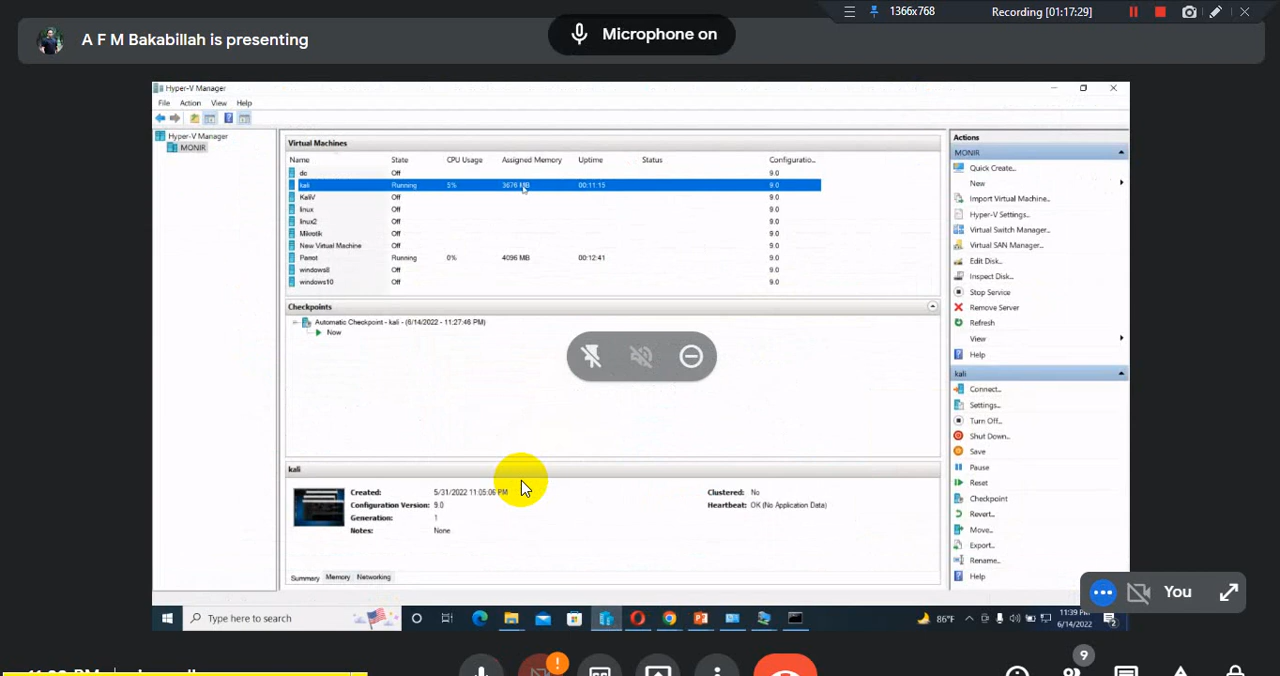 1366x768
Recording [01:17:29]
A F M Bakabillah is presenting
Microphone on
Hyper-V Manager
File Action View Help
Hyper-V Manager
MONIR
Virtual Machines
Name State CPU Usage Assigned Memory Uptime Status Configuratio...
dc Off 9.0
kali Running 5% 3676 MB 00:11:15 9.0
KaliV Off 9.0
linux Off 9.0
linux2 Off 9.0
Mikrotik Off 9.0
New Virtual Machine Off 9.0
Parrot Running 0% 4096 MB 00:12:41 9.0
windows8 Off 9.0
windows10 Off 9.0
Checkpoints
Automatic Checkpoint - kali - (6/14/2022 - 11:27:46 PM)
Now
kali
Created: 5/31/2022 11:05:06 PM Clustered: No
Configuration Version: 9.0 Heartbeat: OK (No Application Data)
Generation: 1
Notes: None
Summary Memory Networking
Actions
MONIR
Quick Create...
New
Import Virtual Machine...
Hyper-V Settings...
Virtual Switch Manager...
Virtual SAN Manager...
Edit Disk...
Inspect Disk...
Stop Service
Remove Server
Refresh
View
Help
kali
Connect...
Settings...
Turn Off...
Shut Down...
Save
Pause
Reset
Checkpoint
Revert...
Move...
Export...
Rename...
Help
You
Type here to search
86°F
11:39 PM
6/14/2022
2
9